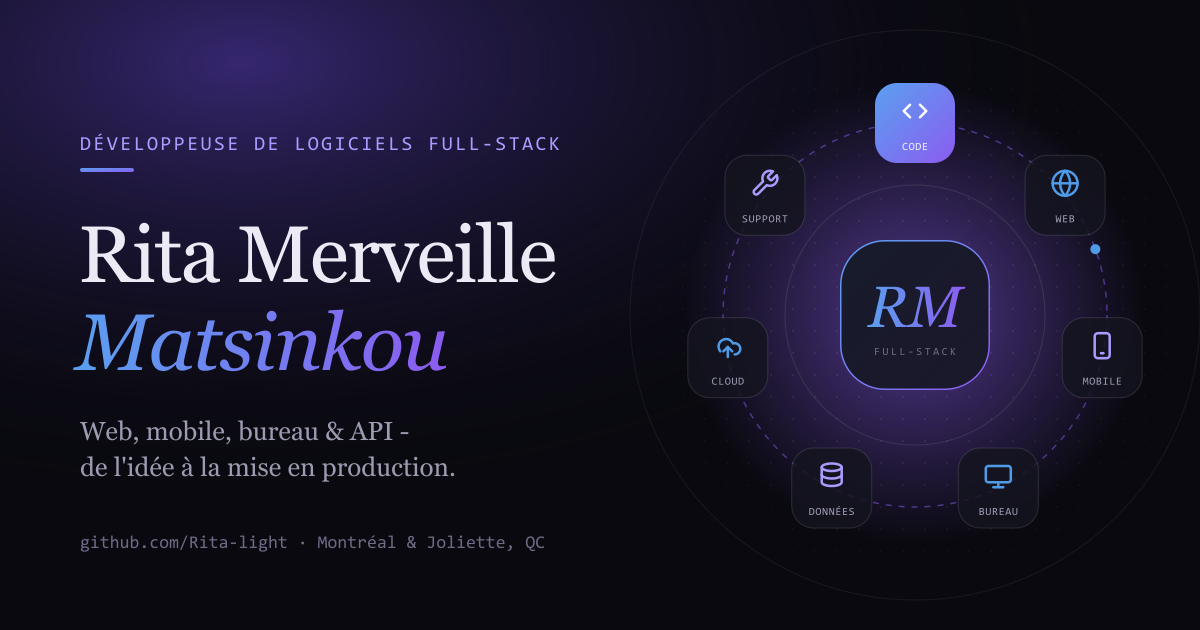 DÉVELOPPEUSE DE LOGICIELS FULL-STACK
Rita Merveille
Matsinkou
Web, mobile, bureau & API -
de l'idée à la mise en production.
github.com/Rita-light · Montréal & Joliette, QC
CODE
SUPPORT
WEB
RM
FULL-STACK
CLOUD
MOBILE
DONNÉES
BUREAU